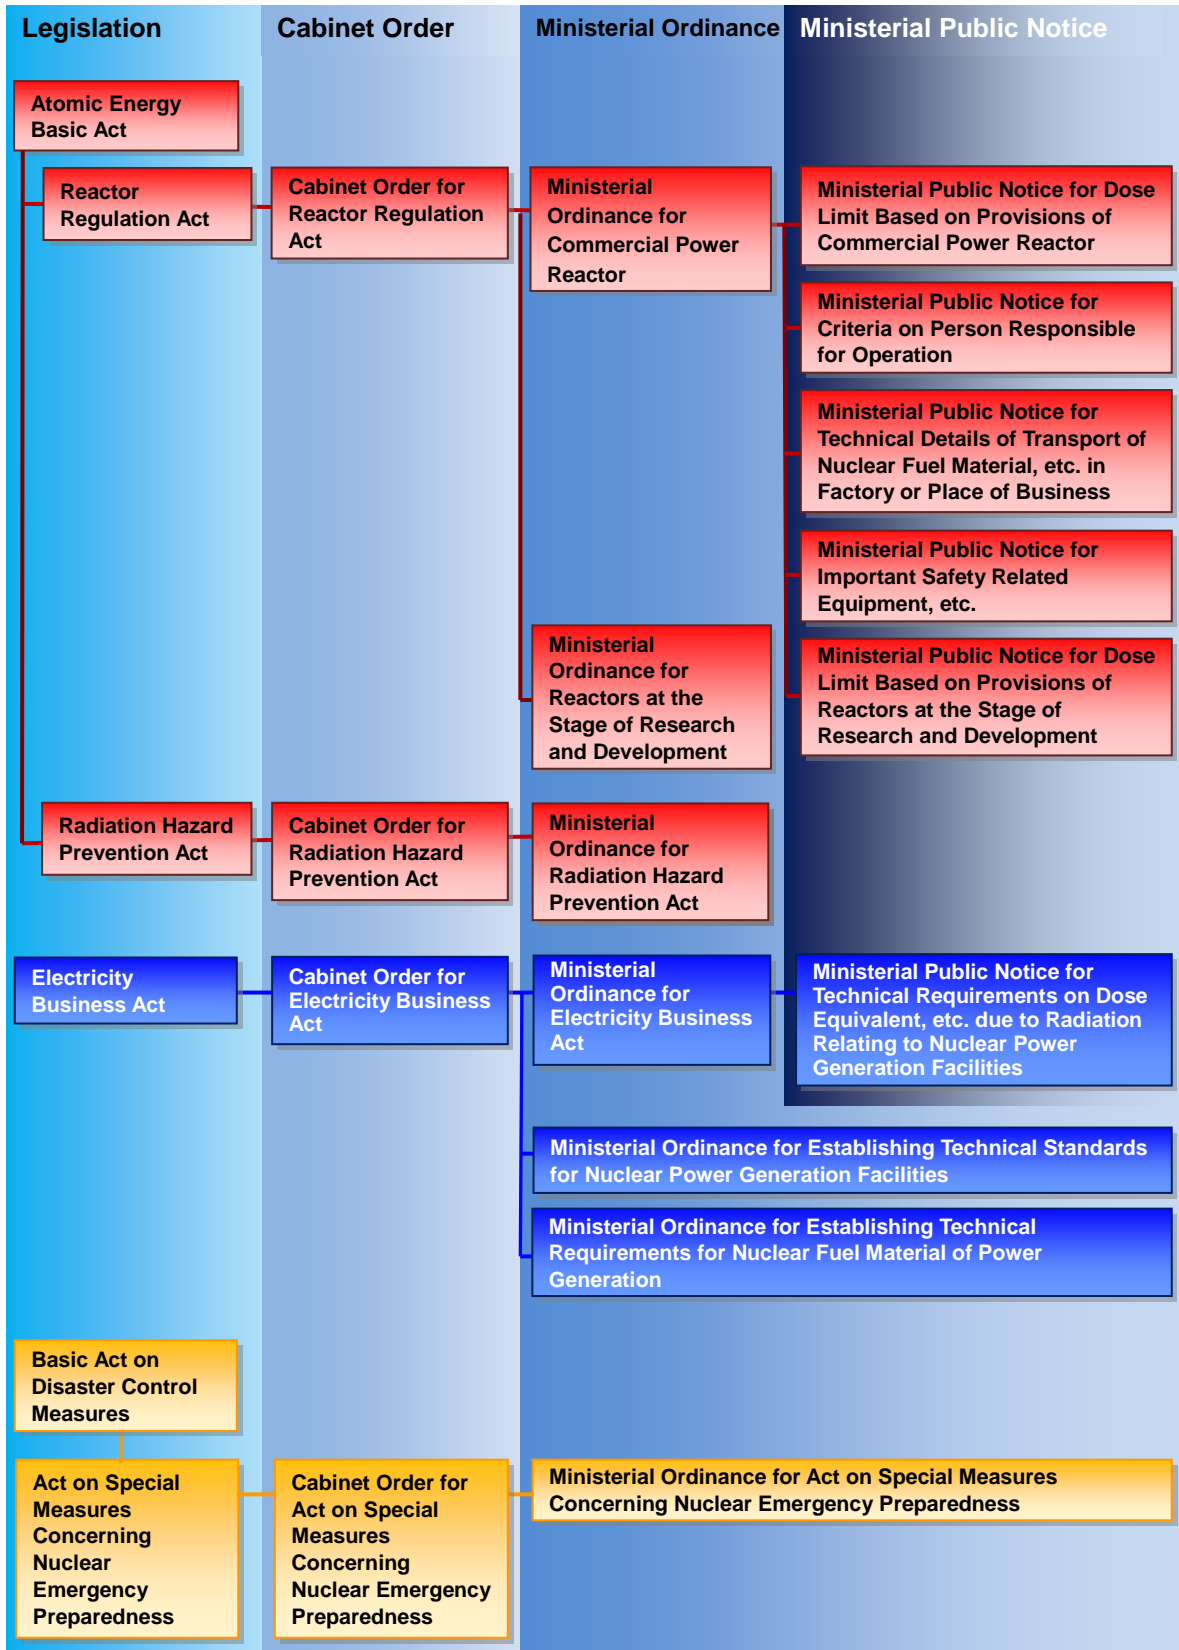 Legislation
Cabinet Order
Ministerial Ordinance
Ministerial Public Notice
Atomic Energy
Basic Act
Reactor
Regulation Act
Cabinet Order for
Reactor Regulation
Act
Ministerial
Ordinance for
Commercial Power
Reactor
Ministerial Public Notice for Dose
Limit Based on Provisions of
Commercial Power Reactor
Ministerial Public Notice for
Criteria on Person Responsible
for Operation
Ministerial Public Notice for
Technical Details of Transport of
Nuclear Fuel Material, etc. in
Factory or Place of Business
Ministerial Public Notice for
Important Safety Related
Equipment, etc.
Ministerial
Ordinance for
Reactors at the
Stage of Research
and Development
Ministerial Public Notice for Dose
Limit Based on Provisions of
Reactors at the Stage of
Research and Development
Radiation Hazard
Prevention Act
Cabinet Order for
Radiation Hazard
Prevention Act
Ministerial
Ordinance for
Radiation Hazard
Prevention Act
Electricity
Business Act
Cabinet Order for
Electricity Business
Act
Ministerial
Ordinance for
Electricity Business
Act
Ministerial Public Notice for
Technical Requirements on Dose
Equivalent, etc. due to Radiation
Relating to Nuclear Power
Generation Facilities
Ministerial Ordinance for Establishing Technical Standards
for Nuclear Power Generation Facilities
Ministerial Ordinance for Establishing Technical
Requirements for Nuclear Fuel Material of Power
Generation
Basic Act on
Disaster Control
Measures
Act on Special
Measures
Concerning
Nuclear
Emergency
Preparedness
Cabinet Order for
Act on Special
Measures
Concerning
Nuclear Emergency
Preparedness
Ministerial Ordinance for Act on Special Measures
Concerning Nuclear Emergency Preparedness